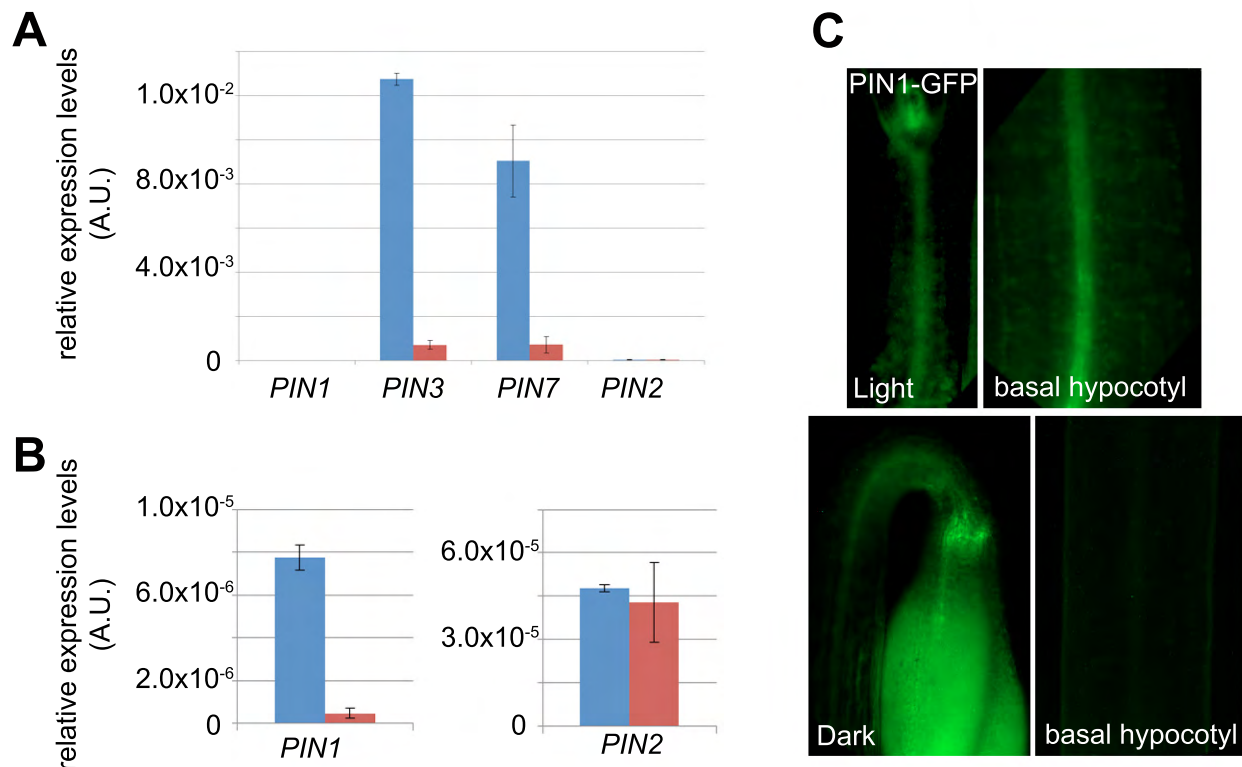 A
relative expression levels
(A.U.)
1.0x10-2
8.0x10-3
4.0x10-3
0
PIN1 PIN3 PIN7 PIN2
B
relative expression levels
(A.U.)
1.0x10-5
6.0x10-6
2.0x10-6
0
PIN1
6.0x10-5
3.0x10-5
0
PIN2
C
PIN1-GFP
Light
basal hypocotyl
Dark
basal hypocotyl